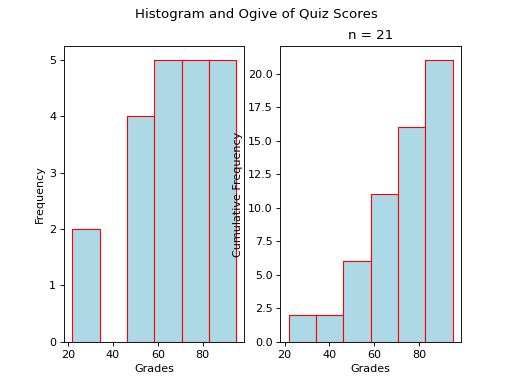 Histogram and Ogive of Quiz Scores
5
4
3
2
1
0
Frequency
20 40 60 80
Grades
n = 21
20.0
17.5
15.0
12.5
10.0
7.5
5.0
2.5
0.0
Cumulative Frequency
20 40 60 80
Grades